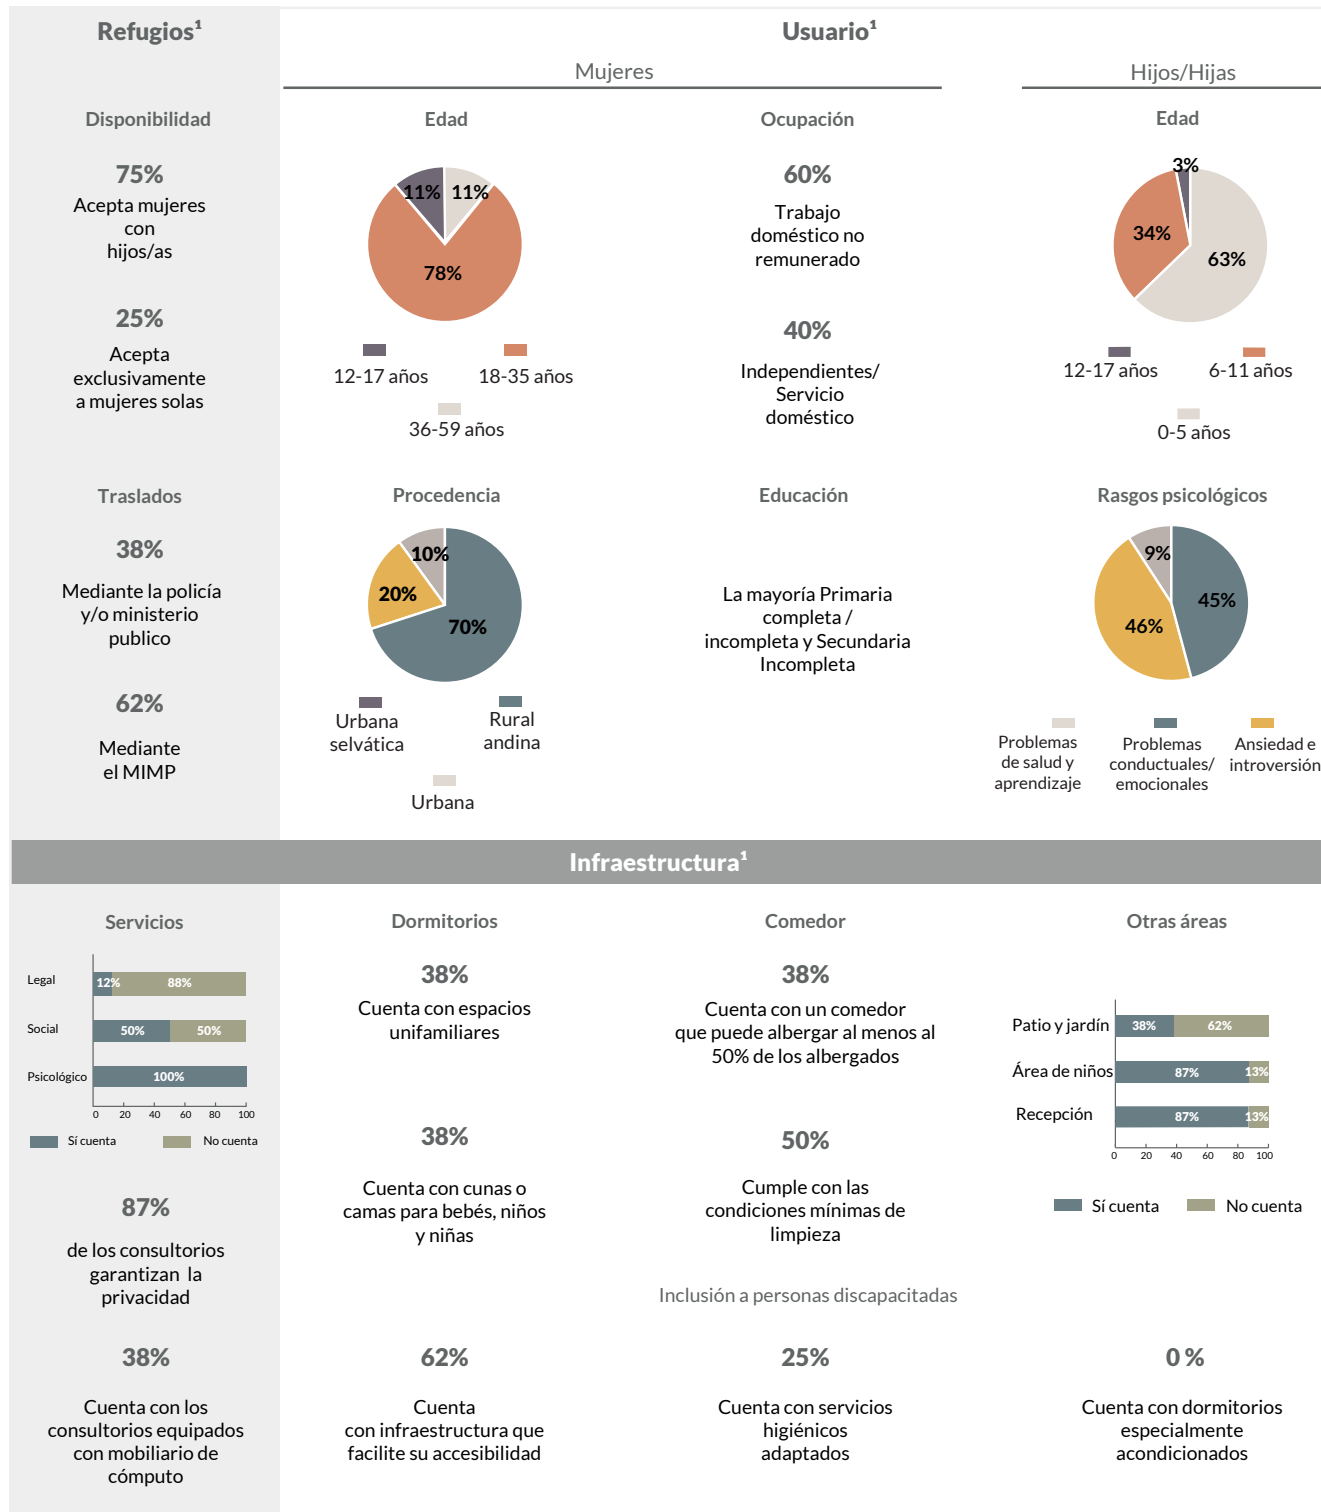 Refugios¹
Usuario¹
Mujeres
Hijos/Hijas
Disponibilidad
75%
Acepta mujeres
con
hijos/as
25%
Acepta
exclusivamente
a mujeres solas
Edad
11%
11%
78%
12-17 años
18-35 años
36-59 años
Ocupación
60%
Trabajo
doméstico no
remunerado
40%
Independientes/
Servicio
doméstico
Edad
3%
34%
63%
12-17 años
6-11 años
0-5 años
Traslados
38%
Mediante la policía
y/o ministerio
publico
62%
Mediante
el MIMP
Procedencia
10%
20%
70%
Urbana
selvática
Rural
andina
Urbana
Educación
La mayoría Primaria
completa /
incompleta y Secundaria
Incompleta
Rasgos psicológicos
9%
45%
46%
Problemas
de salud y
aprendizaje
Problemas
conductuales/
emocionales
Ansiedad e
introversión
Infraestructura¹
Servicios
Legal
12%
88%
Social
50%
50%
Psicológico
100%
0 20 40 60 80 100
Sí cuenta
No cuenta
87%
de los consultorios
garantizan la
privacidad
38%
Cuenta con los
consultorios equipados
con mobiliario de
cómputo
Dormitorios
38%
Cuenta con espacios
unifamiliares
38%
Cuenta con cunas o
camas para bebés, niños
y niñas
Comedor
38%
Cuenta con un comedor
que puede albergar al menos al
50% de los albergados
50%
Cumple con las
condiciones mínimas de
limpieza
Otras áreas
Patio y jardín
38%
62%
Área de niños
87%
13%
Recepción
87%
13%
0 20 40 60 80 100
Sí cuenta
No cuenta
Inclusión a personas discapacitadas
62%
Cuenta
con infraestructura que
facilite su accesibilidad
25%
Cuenta con servicios
higiénicos
adaptados
0 %
Cuenta con dormitorios
especialmente
acondicionados